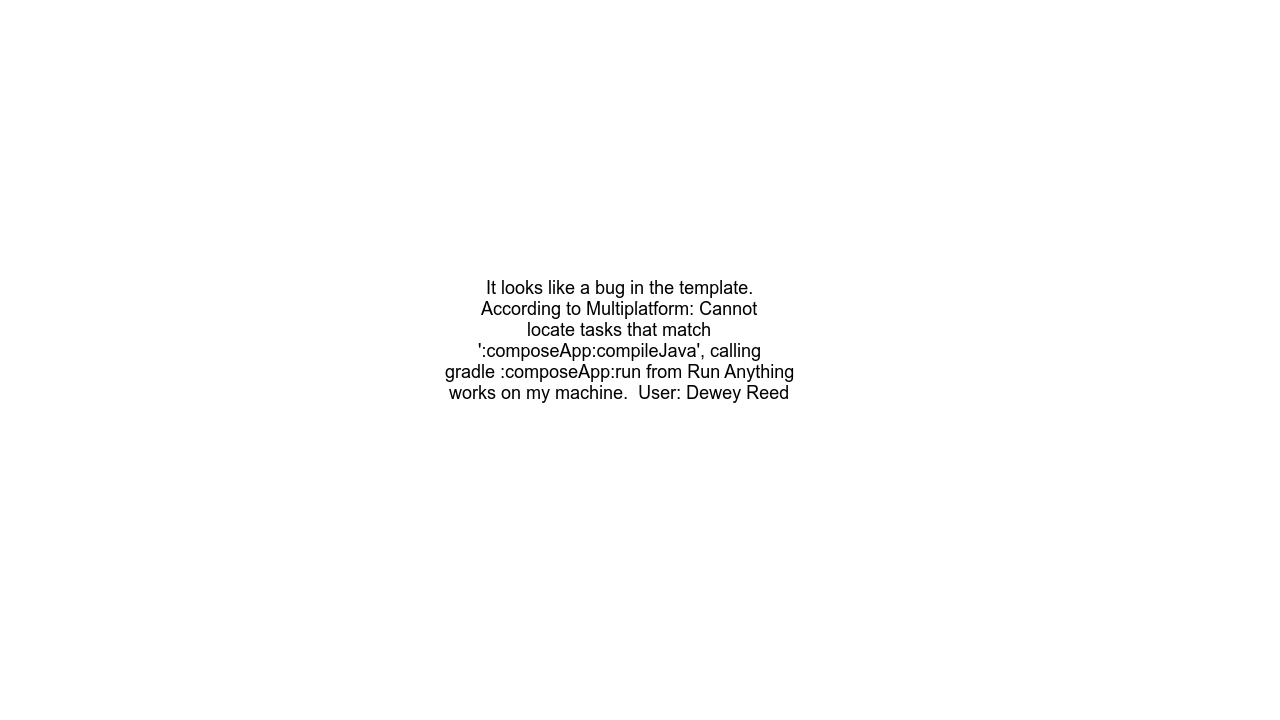 It looks like a bug in the template.
According to Multiplatform: Cannot
locate tasks that match
':composeApp:compileJava', calling
gradle :composeApp:run from Run Anything
works on my machine.  User: Dewey Reed